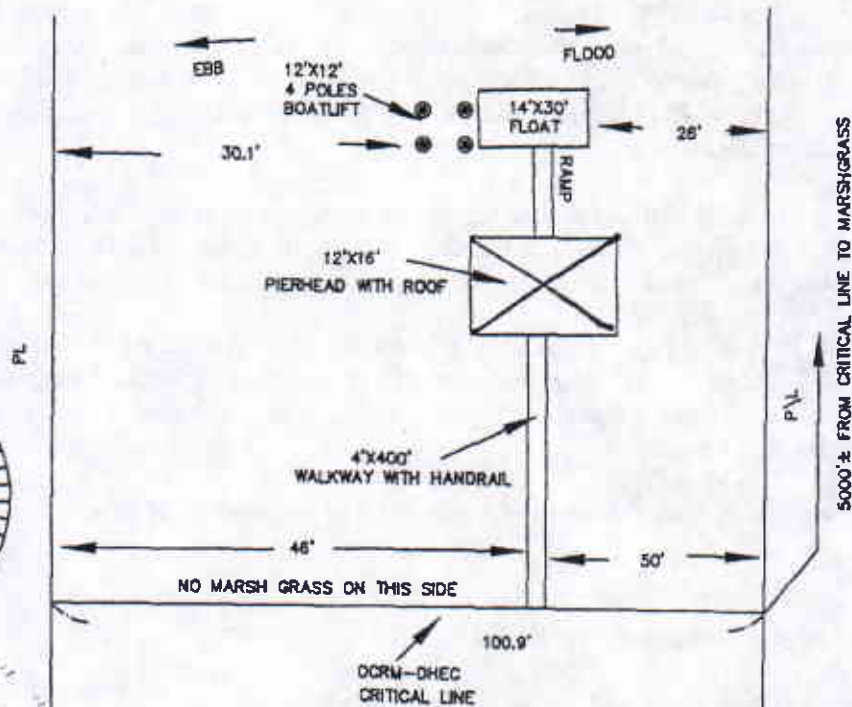 EBB
FLOOD
12'X12'
4 POLES
BOATLIFT
14'X30'
FLOAT
30.1'
26'
RAMP
12'X16'
PIERHEAD WITH ROOF
PL
P\L
5000'± FROM CRITICAL LINE TO MARSHGRASS
4'X400'
WALKWAY WITH HANDRAIL
46'
50'
NO MARSH GRASS ON THIS SIDE
100.9'
OCRM-DHEC
CRITICAL LINE